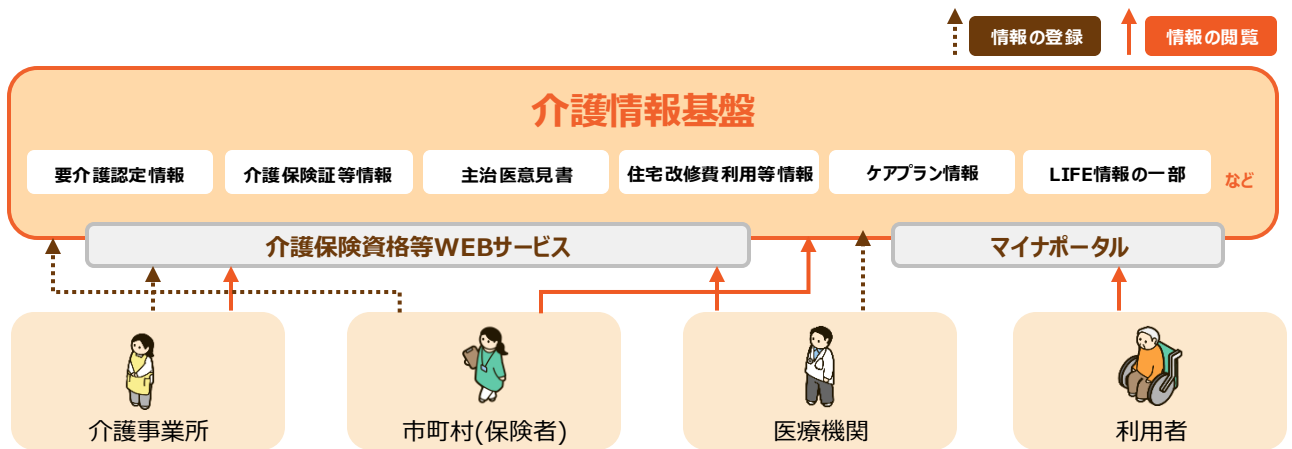 情報の登録
情報の閲覧
介護情報基盤
要介護認定情報
介護保険証等情報
主治医意見書
住宅改修費利用等情報
ケアプラン情報
LIFE情報の一部
など
介護保険資格等WEBサービス
マイナポータル
介護事業所
市町村(保険者)
医療機関
利用者